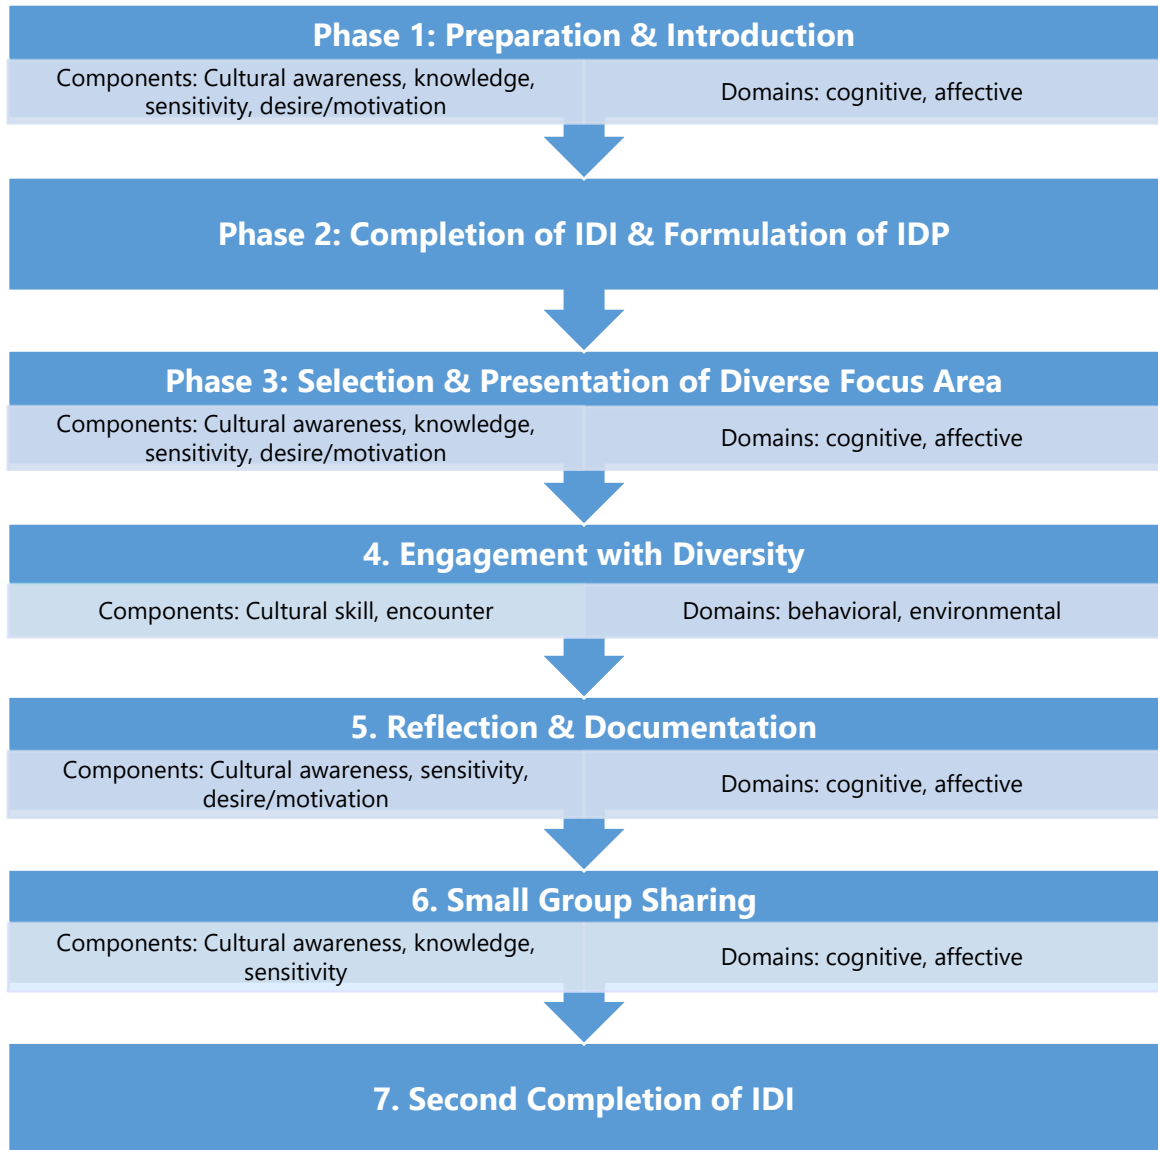 Phase 1: Preparation & Introduction
Components: Cultural awareness, knowledge,
sensitivity, desire/motivation
Domains: cognitive, affective
Phase 2: Completion of IDI & Formulation of IDP
Phase 3: Selection & Presentation of Diverse Focus Area
Components: Cultural awareness, knowledge,
sensitivity, desire/motivation
Domains: cognitive, affective
4. Engagement with Diversity
Components: Cultural skill, encounter
Domains: behavioral, environmental
5. Reflection & Documentation
Components: Cultural awareness, sensitivity,
desire/motivation
Domains: cognitive, affective
6. Small Group Sharing
Components: Cultural awareness, knowledge,
sensitivity
Domains: cognitive, affective
7. Second Completion of IDI